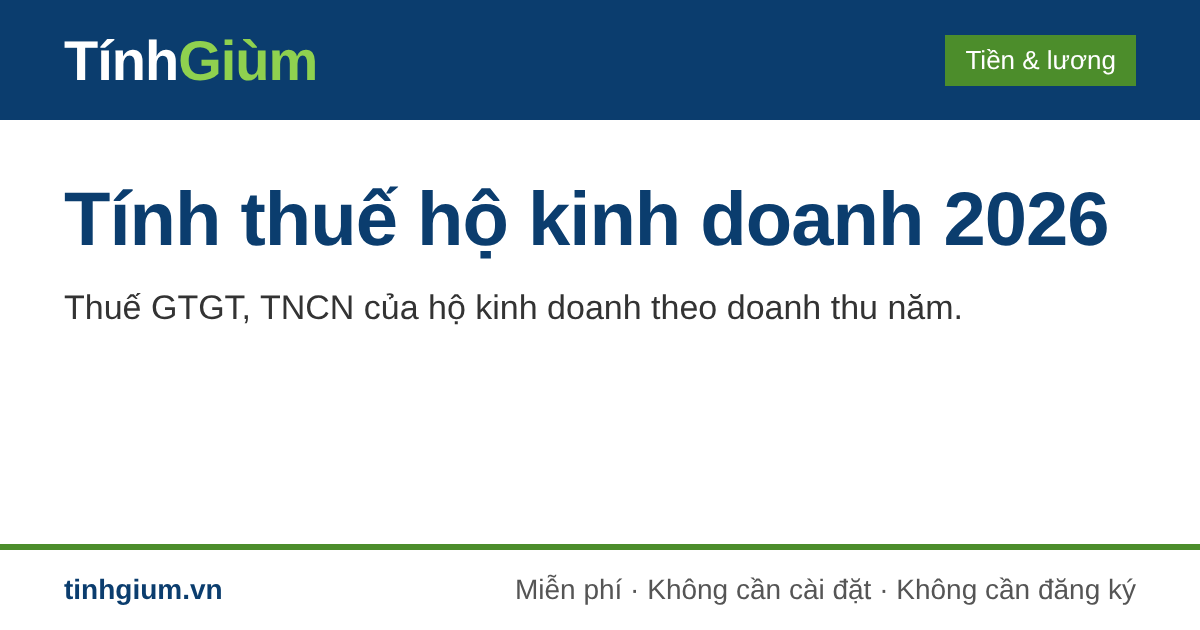 TínhGiùm
Tiền & lương
Tính thuế hộ kinh doanh 2026
Thuế GTGT, TNCN của hộ kinh doanh theo doanh thu năm.
tinhgium.vn
Miễn phí · Không cần cài đặt · Không cần đăng ký